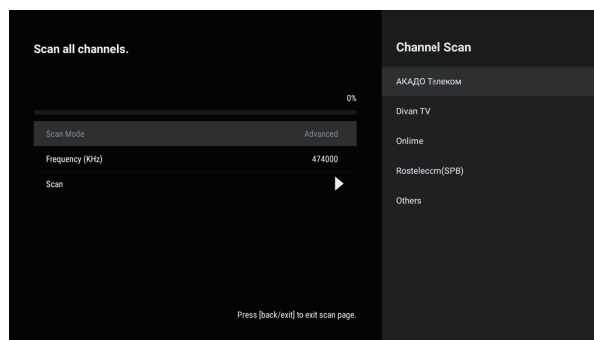 Scan all channels.
0%
Scan Mode Advanced
Frequency (KHz) 474000
Scan
Press [back/exit] to exit scan page.
Channel Scan
АКАДО Тэлеком
Divan TV
Onlime
Rosteleccm(SPB)
Others